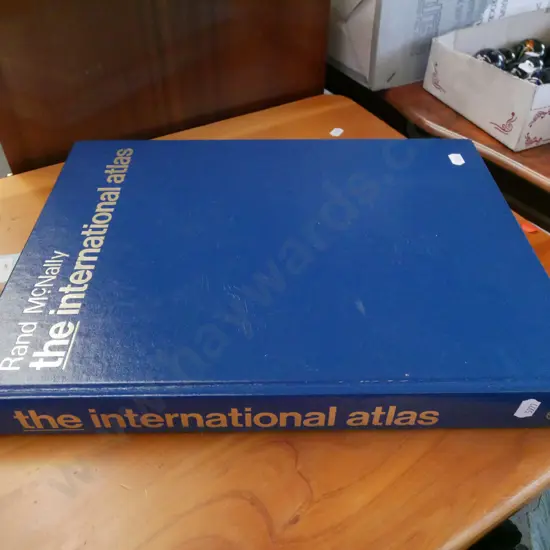 Rand McNally
the international atlas
the international atlas